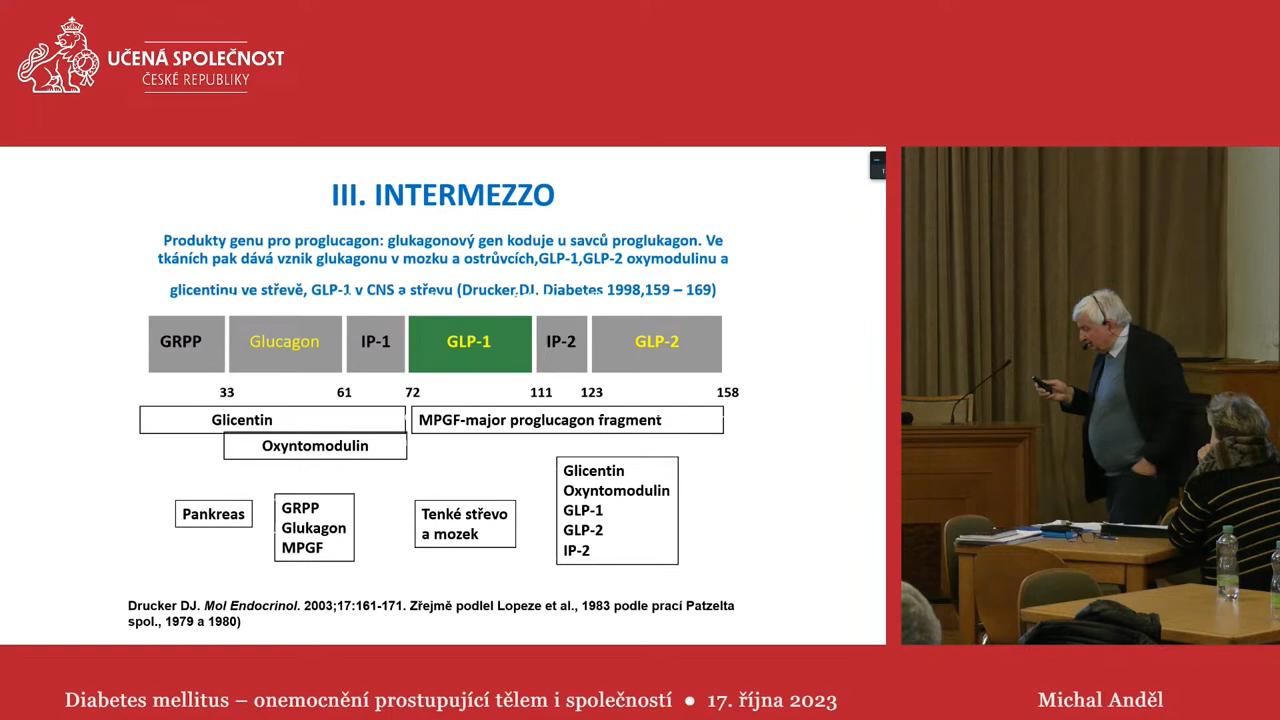 UČENÁ SPOLEČNOST
ČESKÉ REPUBLIKY
III. INTERMEZZO
Produkty genu pro proglucagon: glukagonový gen koduje u savců proglukagon. Ve
tkáních pak dává vznik glukagonu v mozku a ostrůvcích,GLP-1,GLP-2 oxymodulinu a
glicentinu ve střevě, GLP-1 v CNS a střevu (Drucker.DJ. Diabetes 1998,159 – 169)
GRPP Glucagon IP-1 GLP-1 IP-2 GLP-2
33 61 72 111 123 158
Glicentin MPGF-major proglucagon fragment
Oxyntomodulin
Pankreas
GRPP
Glukagon
MPGF
Tenké střevo
a mozek
Glicentin
Oxyntomodulin
GLP-1
GLP-2
IP-2
Drucker DJ. Mol Endocrinol. 2003;17:161-171. Zřejmě podlel Lopeze et al., 1983 podle prací Patzelta
spol., 1979 a 1980)
Diabetes mellitus – onemocnění prostupující tělem i společností ● 17. října 2023 Michal Anděl